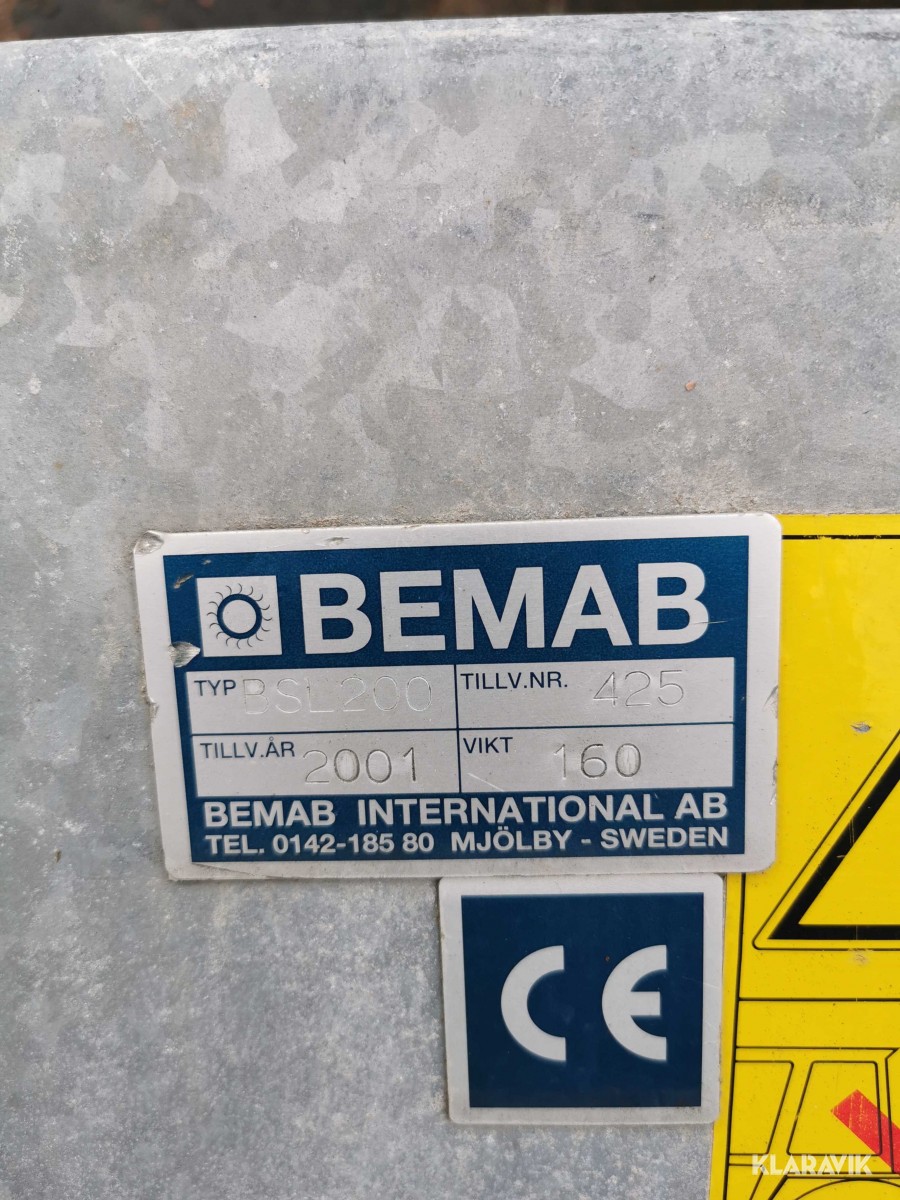 BEMAB
TYP BSL200 TILLV.NR. 425
TILLV.ÅR 2001 VIKT 160
BEMAB INTERNATIONAL AB
TEL. 0142-185 80 MJÖLBY - SWEDEN
CE
KLARAVIK